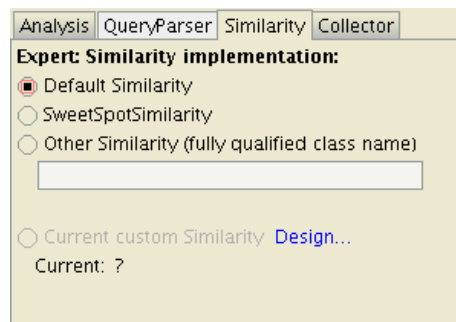 Analysis QueryParser Similarity Collector
Expert: Similarity implementation:
Default Similarity
SweetSpotSimilarity
Other Similarity (fully qualified class name)
Current custom Similarity Design...
Current: ?